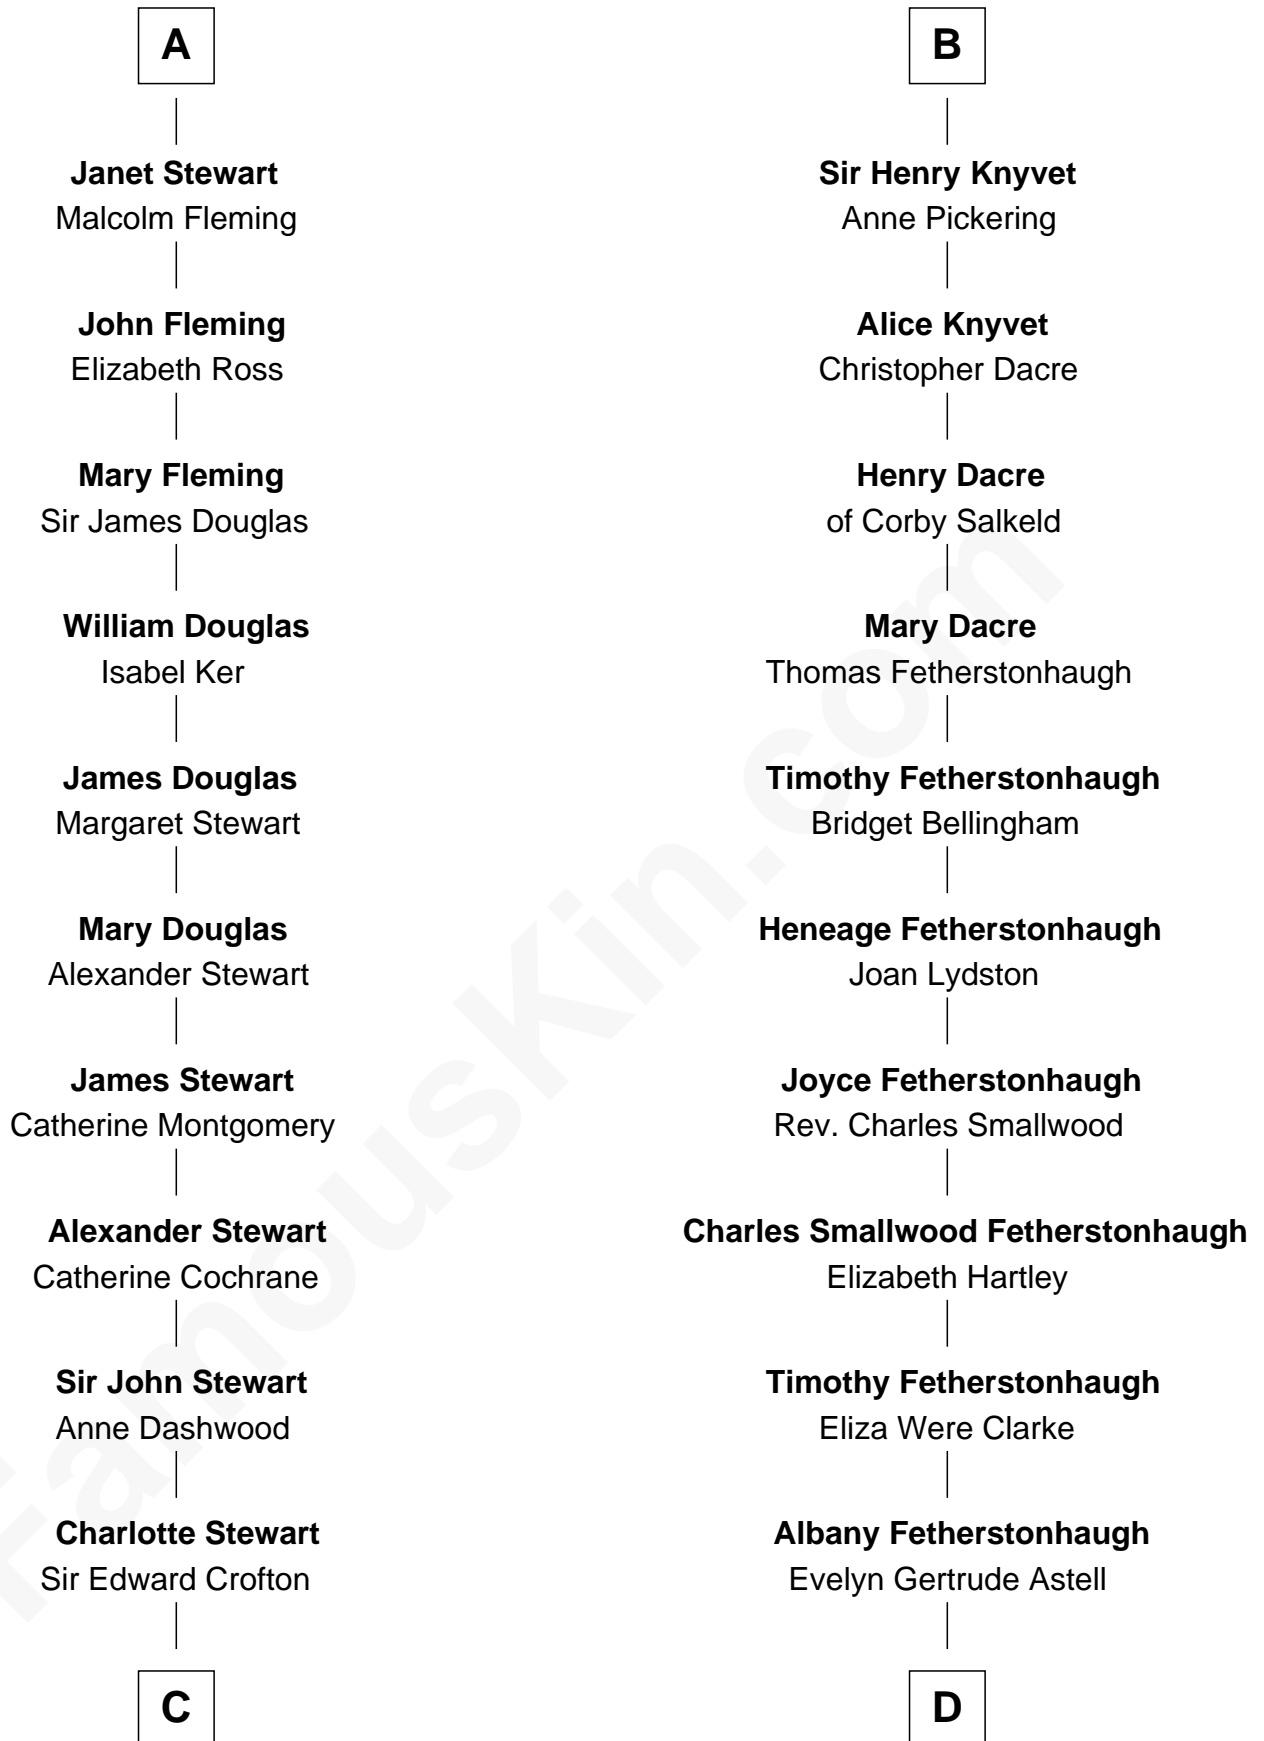 A
Janet Stewart
Malcolm Fleming
John Fleming
Elizabeth Ross
Mary Fleming
Sir James Douglas
William Douglas
Isabel Ker
James Douglas
Margaret Stewart
Mary Douglas
Alexander Stewart
James Stewart
Catherine Montgomery
Alexander Stewart
Catherine Cochrane
Sir John Stewart
Anne Dashwood
Charlotte Stewart
Sir Edward Crofton
C
B
Sir Henry Knyvet
Anne Pickering
Alice Knyvet
Christopher Dacre
Henry Dacre
of Corby Salkeld
Mary Dacre
Thomas Fetherstonhaugh
Timothy Fetherstonhaugh
Bridget Bellingham
Heneage Fetherstonhaugh
Joan Lydston
Joyce Fetherstonhaugh
Rev. Charles Smallwood
Charles Smallwood Fetherstonhaugh
Elizabeth Hartley
Timothy Fetherstonhaugh
Eliza Were Clarke
Albany Fetherstonhaugh
Evelyn Gertrude Astell
D
FamousKin.com